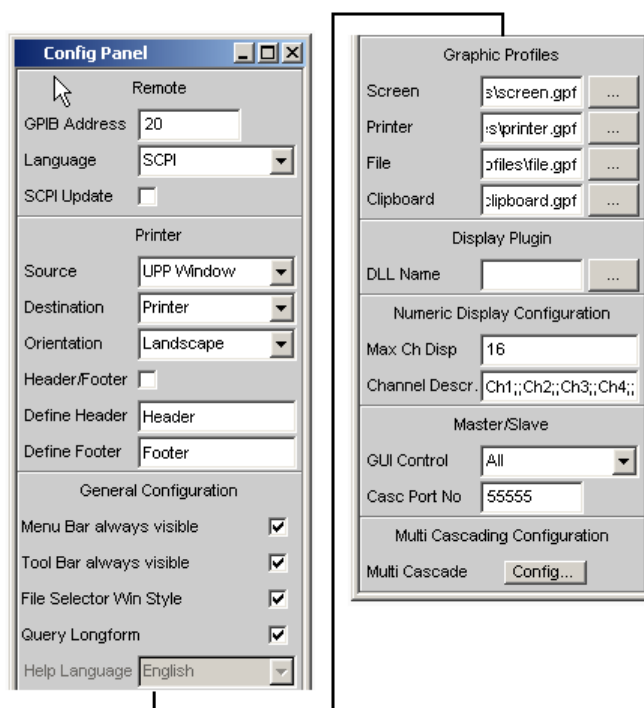 Config Panel
Remote
GPIB Address 20
Language SCPI
SCPI Update
Printer
Source UPP Window
Destination Printer
Orientation Landscape
Header/Footer
Define Header Header
Define Footer Footer
General Configuration
Menu Bar always visible
Tool Bar always visible
File Selector Win Style
Query Longform
Help Language English
Graphic Profiles
Screen s\screen.gpf ...
Printer s\printer.gpf ...
File ofiles\file.gpf ...
Clipboard clipboard.gpf ...
Display Plugin
DLL Name ...
Numeric Display Configuration
Max Ch Disp 16
Channel Descr. Ch1;;Ch2;;Ch3;;Ch4;;
Master/Slave
GUI Control All
Casc Port No 55555
Multi Cascading Configuration
Multi Cascade Config...